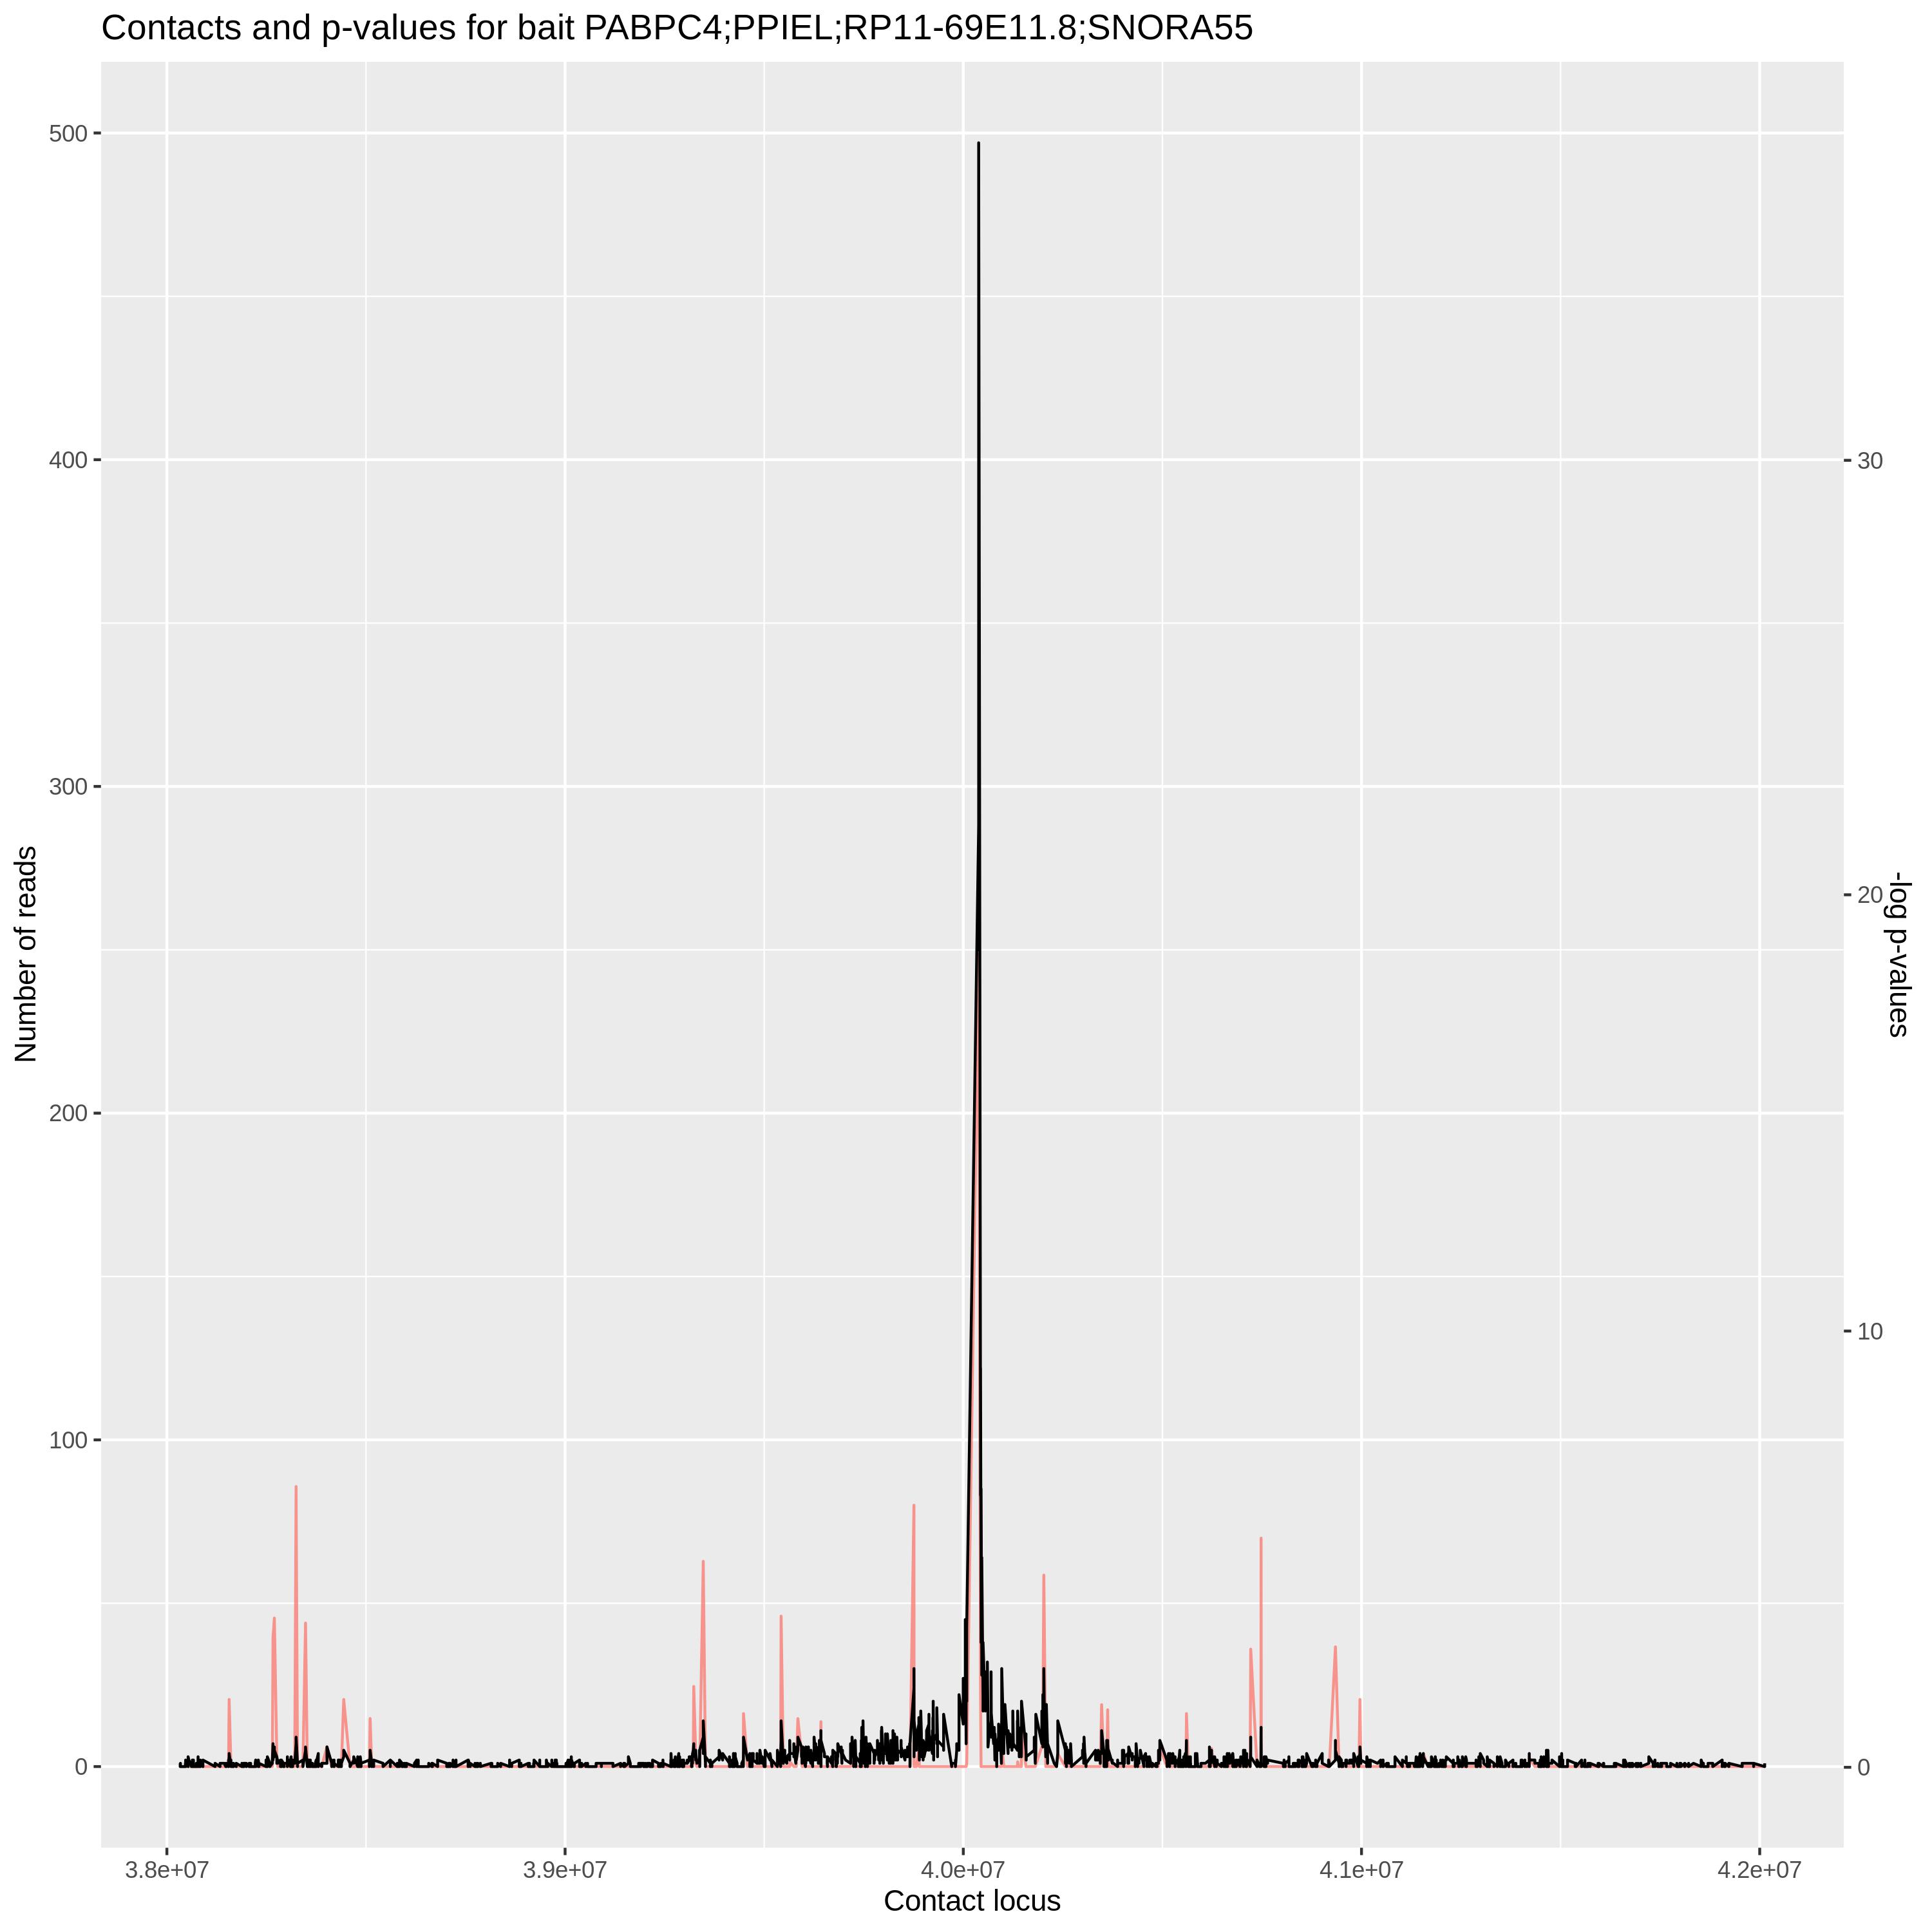 Contacts and p-values for bait PABPC4;PPIEL;RP11-69E11.8;SNORA55
500
400
300
200
100
0
Number of reads
30
20
10
0
-log p-values
3.8e+07
3.9e+07
4.0e+07
4.1e+07
4.2e+07
Contact locus